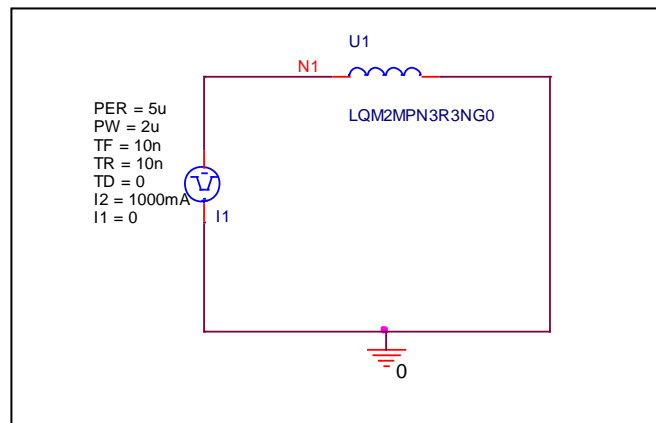 U1
N1
LQM2MPN3R3NG0
PER = 5u
PW = 2u
TF = 10n
TR = 10n
TD = 0
I2 = 1000mA
I1 = 0
I1
0